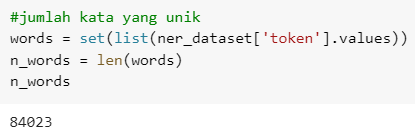 #jumlah kata yang unik
words = set(list(ner_dataset['token'].values))
n_words = len(words)
n_words
84023